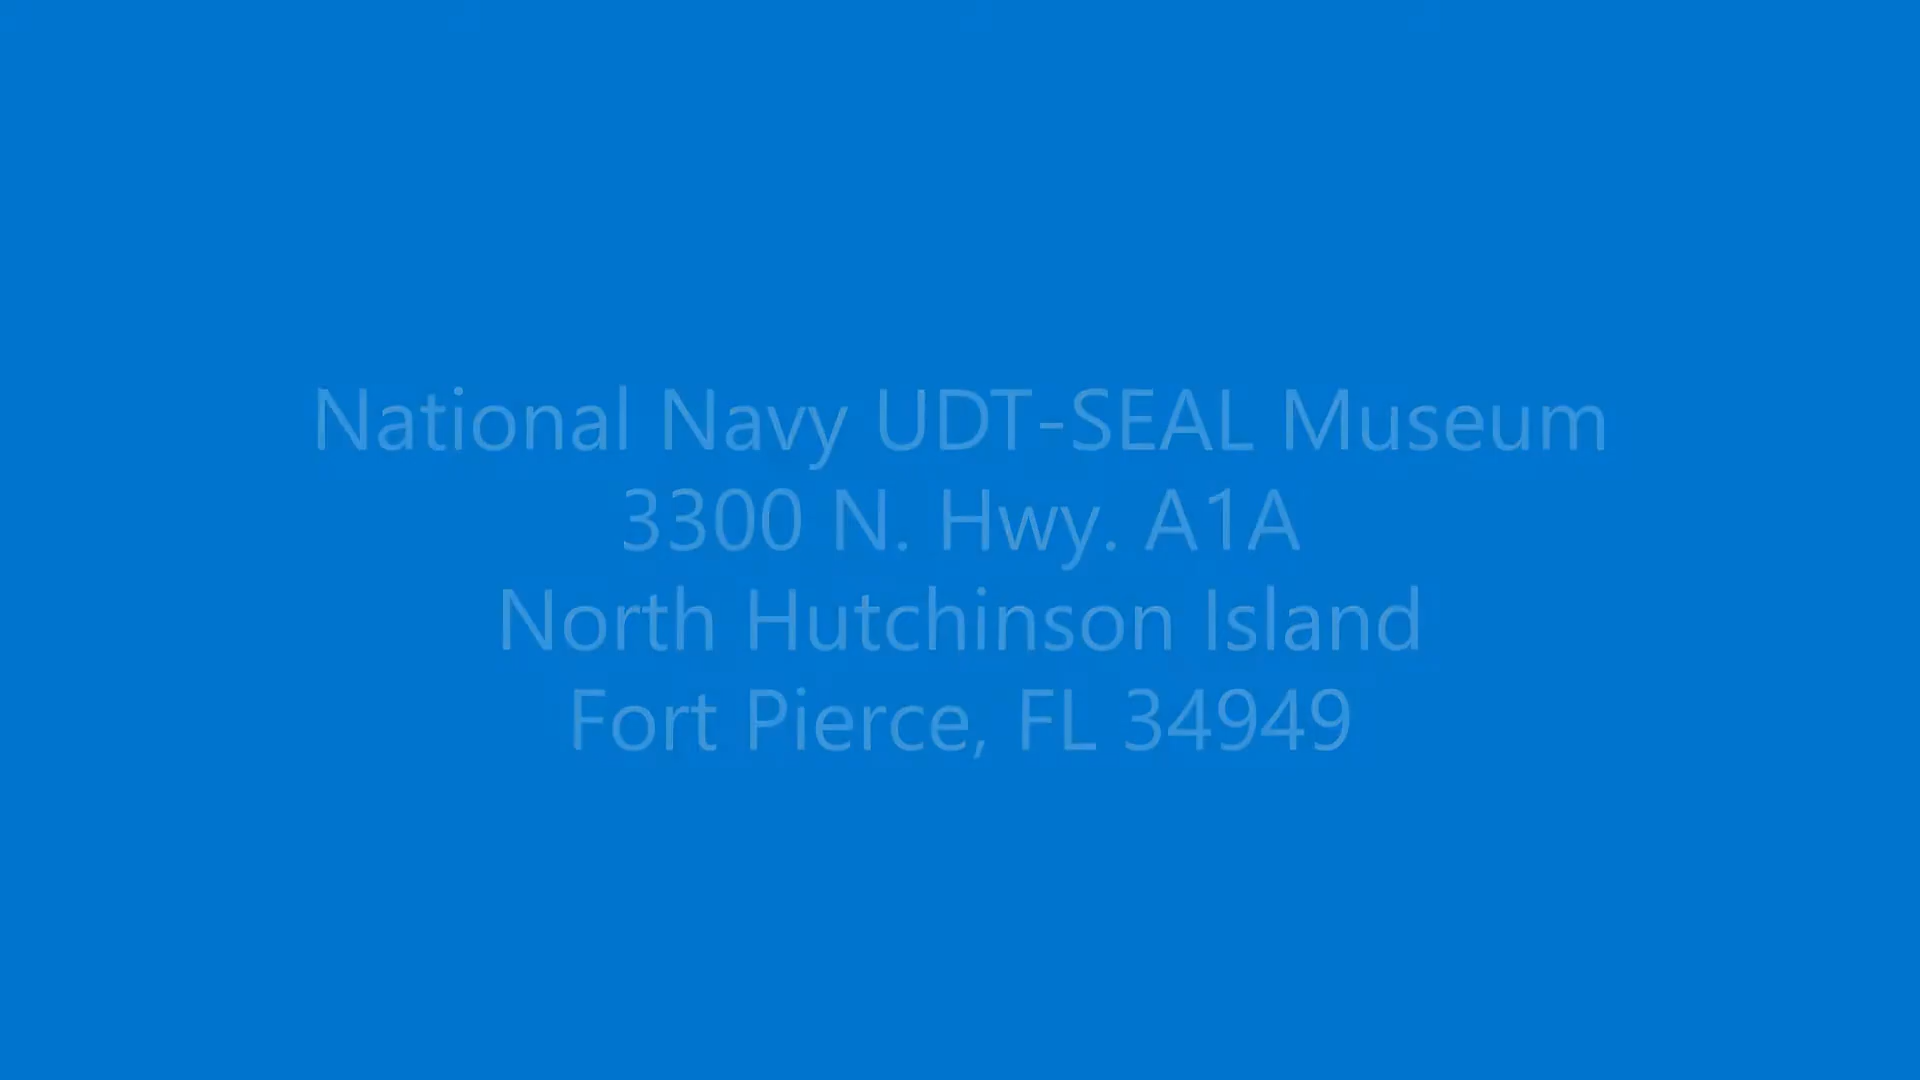 National Navy UDT-SEAL Museum
3300 N. Hwy. A1A
North Hutchinson Island
Fort Pierce, FL 34949